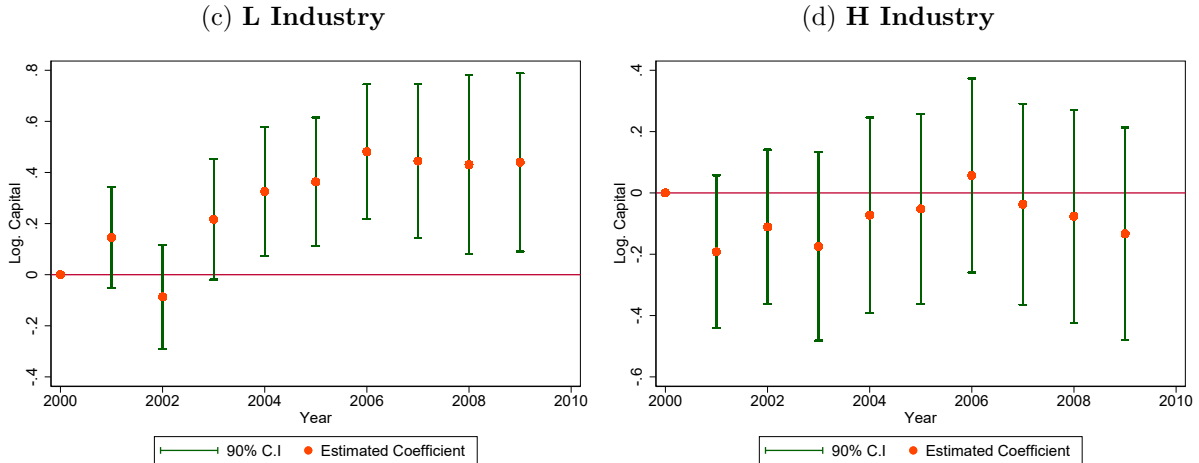 (c) L Industry
.8
.6
.4
.2
0
-.2
-.4
Log. Capital
2000 2002 2004 2006 2008 2010
Year
90% C.I Estimated Coefficient
(d) H Industry
.4
.2
0
-.2
-.4
-.6
Log. Capital
2000 2002 2004 2006 2008 2010
Year
90% C.I Estimated Coefficient